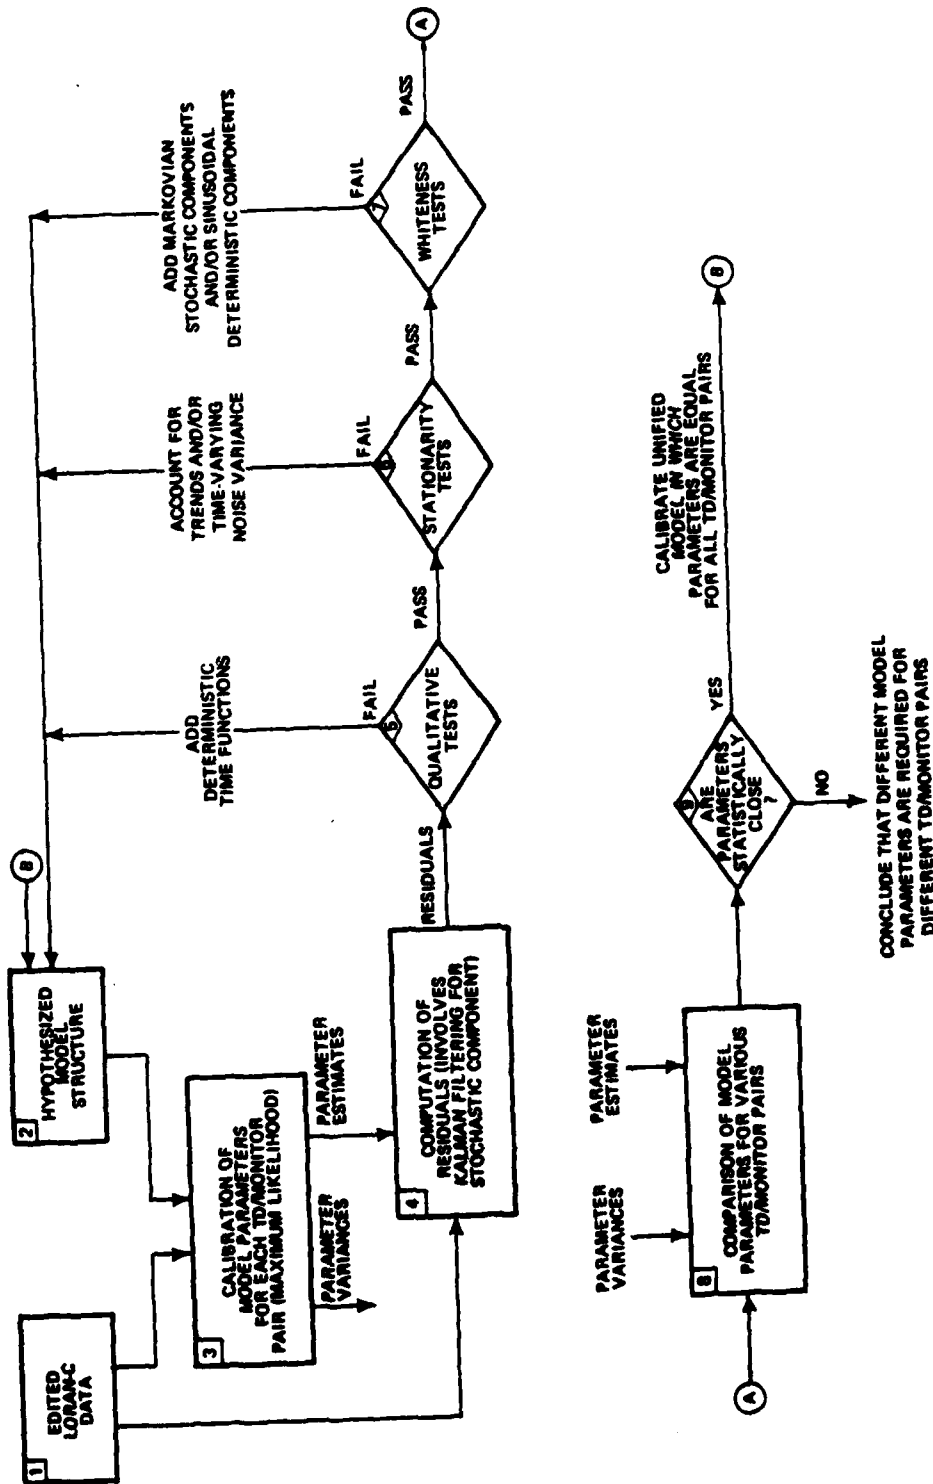 1
EDITED
LORAN-C
DATA
2
HYPOTHESIZED
MODEL
STRUCTURE
B
3
CALIBRATION OF
MODEL PARAMETERS
FOR EACH TD/MONITOR
PAIR (MAXIMUM LIKELIHOOD)
PARAMETER
VARIANCES
PARAMETER
ESTIMATES
4
COMPUTATION OF
RESIDUALS (INVOLVES
KALMAN FILTERING FOR
STOCHASTIC COMPONENT)
RESIDUALS
5
QUALITATIVE
TESTS
FAIL
ADD
DETERMINISTIC
TIME FUNCTIONS
PASS
6
STATIONARITY
TESTS
FAIL
ACCOUNT FOR
TRENDS AND/OR
TIME-VARYING
NOISE VARIANCE
PASS
7
WHITENESS
TESTS
FAIL
ADD MARKOVIAN
STOCHASTIC COMPONENTS
AND/OR SINUSOIDAL
DETERMINISTIC COMPONENTS
PASS
A
A
PARAMETER
VARIANCES
PARAMETER
ESTIMATES
8
COMPARISON OF MODEL
PARAMETERS FOR VARIOUS
TD/MONITOR PAIRS
9
ARE
PARAMETERS
STATISTICALLY
CLOSE
?
YES
CALIBRATE UNIFIED
MODEL IN WHICH
PARAMETERS ARE EQUAL
FOR ALL TD/MONITOR PAIRS
B
NO
CONCLUDE THAT DIFFERENT MODEL
PARAMETERS ARE REQUIRED FOR
DIFFERENT TD/MONITOR PAIRS